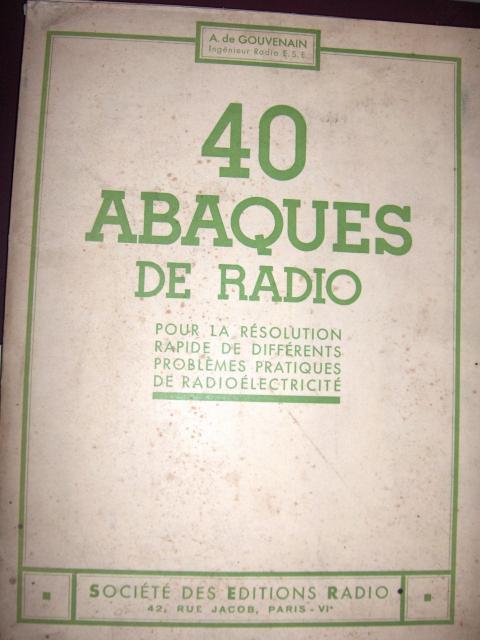 A. de GOUVENAIN
Ingénieur Radio E.S.E.
40
ABAQUES
DE RADIO
POUR LA RÉSOLUTION
RAPIDE DE DIFFÉRENTS
PROBLÈMES PRATIQUES
DE RADIOÉLECTRICITÉ
SOCIÉTÉ DES EDITIONS RADIO
42, RUE JACOB, PARIS - VIᵉ